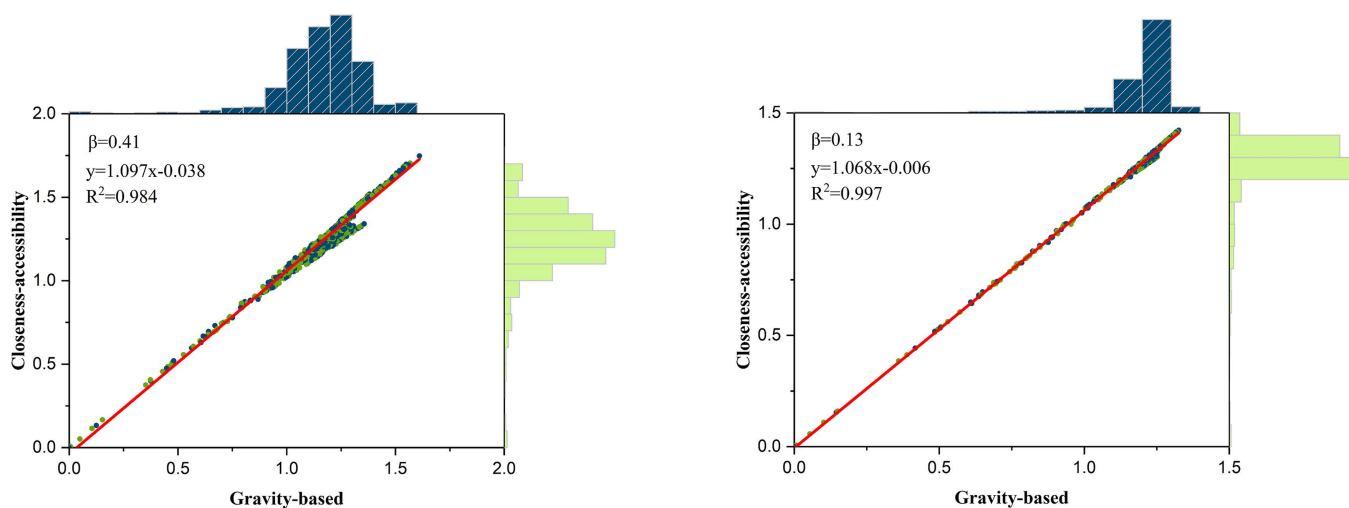 2.0
β=0.41
y=1.097x-0.038
R²=0.984
1.5
1.0
0.5
0.0
Closeness-accessibility
0.0 0.5 1.0 1.5 2.0
Gravity-based
1.5
β=0.13
y=1.068x-0.006
R²=0.997
1.0
0.5
0.0
Closeness-accessibility
0.0 0.5 1.0 1.5
Gravity-based